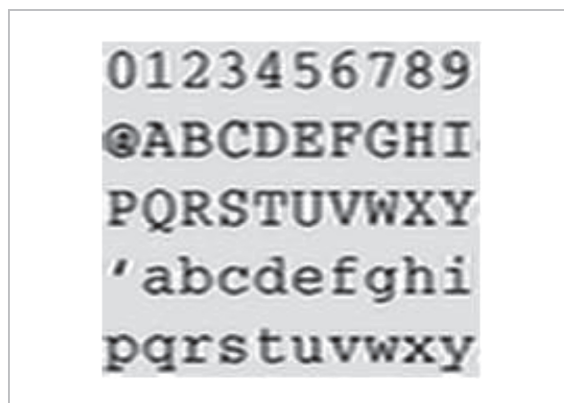 0123456789
@ABCDEFGHI
PQRSTUVWXY
‘abcdefghi
pqrstuvwxy